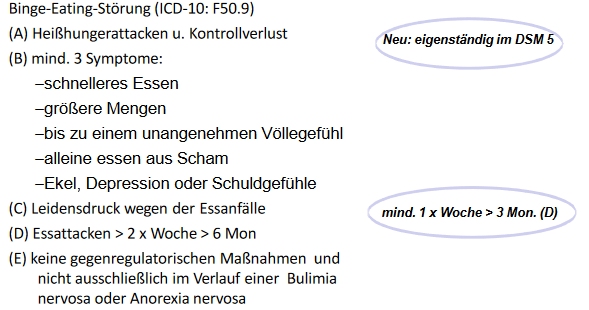 Binge-Eating-Störung (ICD-10: F50.9)
(A) Heißhungerattacken u. Kontrollverlust
Neu: eigenständig im DSM 5
(B) mind. 3 Symptome:
–schnelleres Essen
–größere Mengen
–bis zu einem unangenehmen Völlegefühl
–alleine essen aus Scham
–Ekel, Depression oder Schuldgefühle
(C) Leidensdruck wegen der Essanfälle
mind. 1 x Woche > 3 Mon. (D)
(D) Essattacken > 2 x Woche > 6 Mon
(E) keine gegenregulatorischen Maßnahmen und
nicht ausschließlich im Verlauf einer Bulimia
nervosa oder Anorexia nervosa